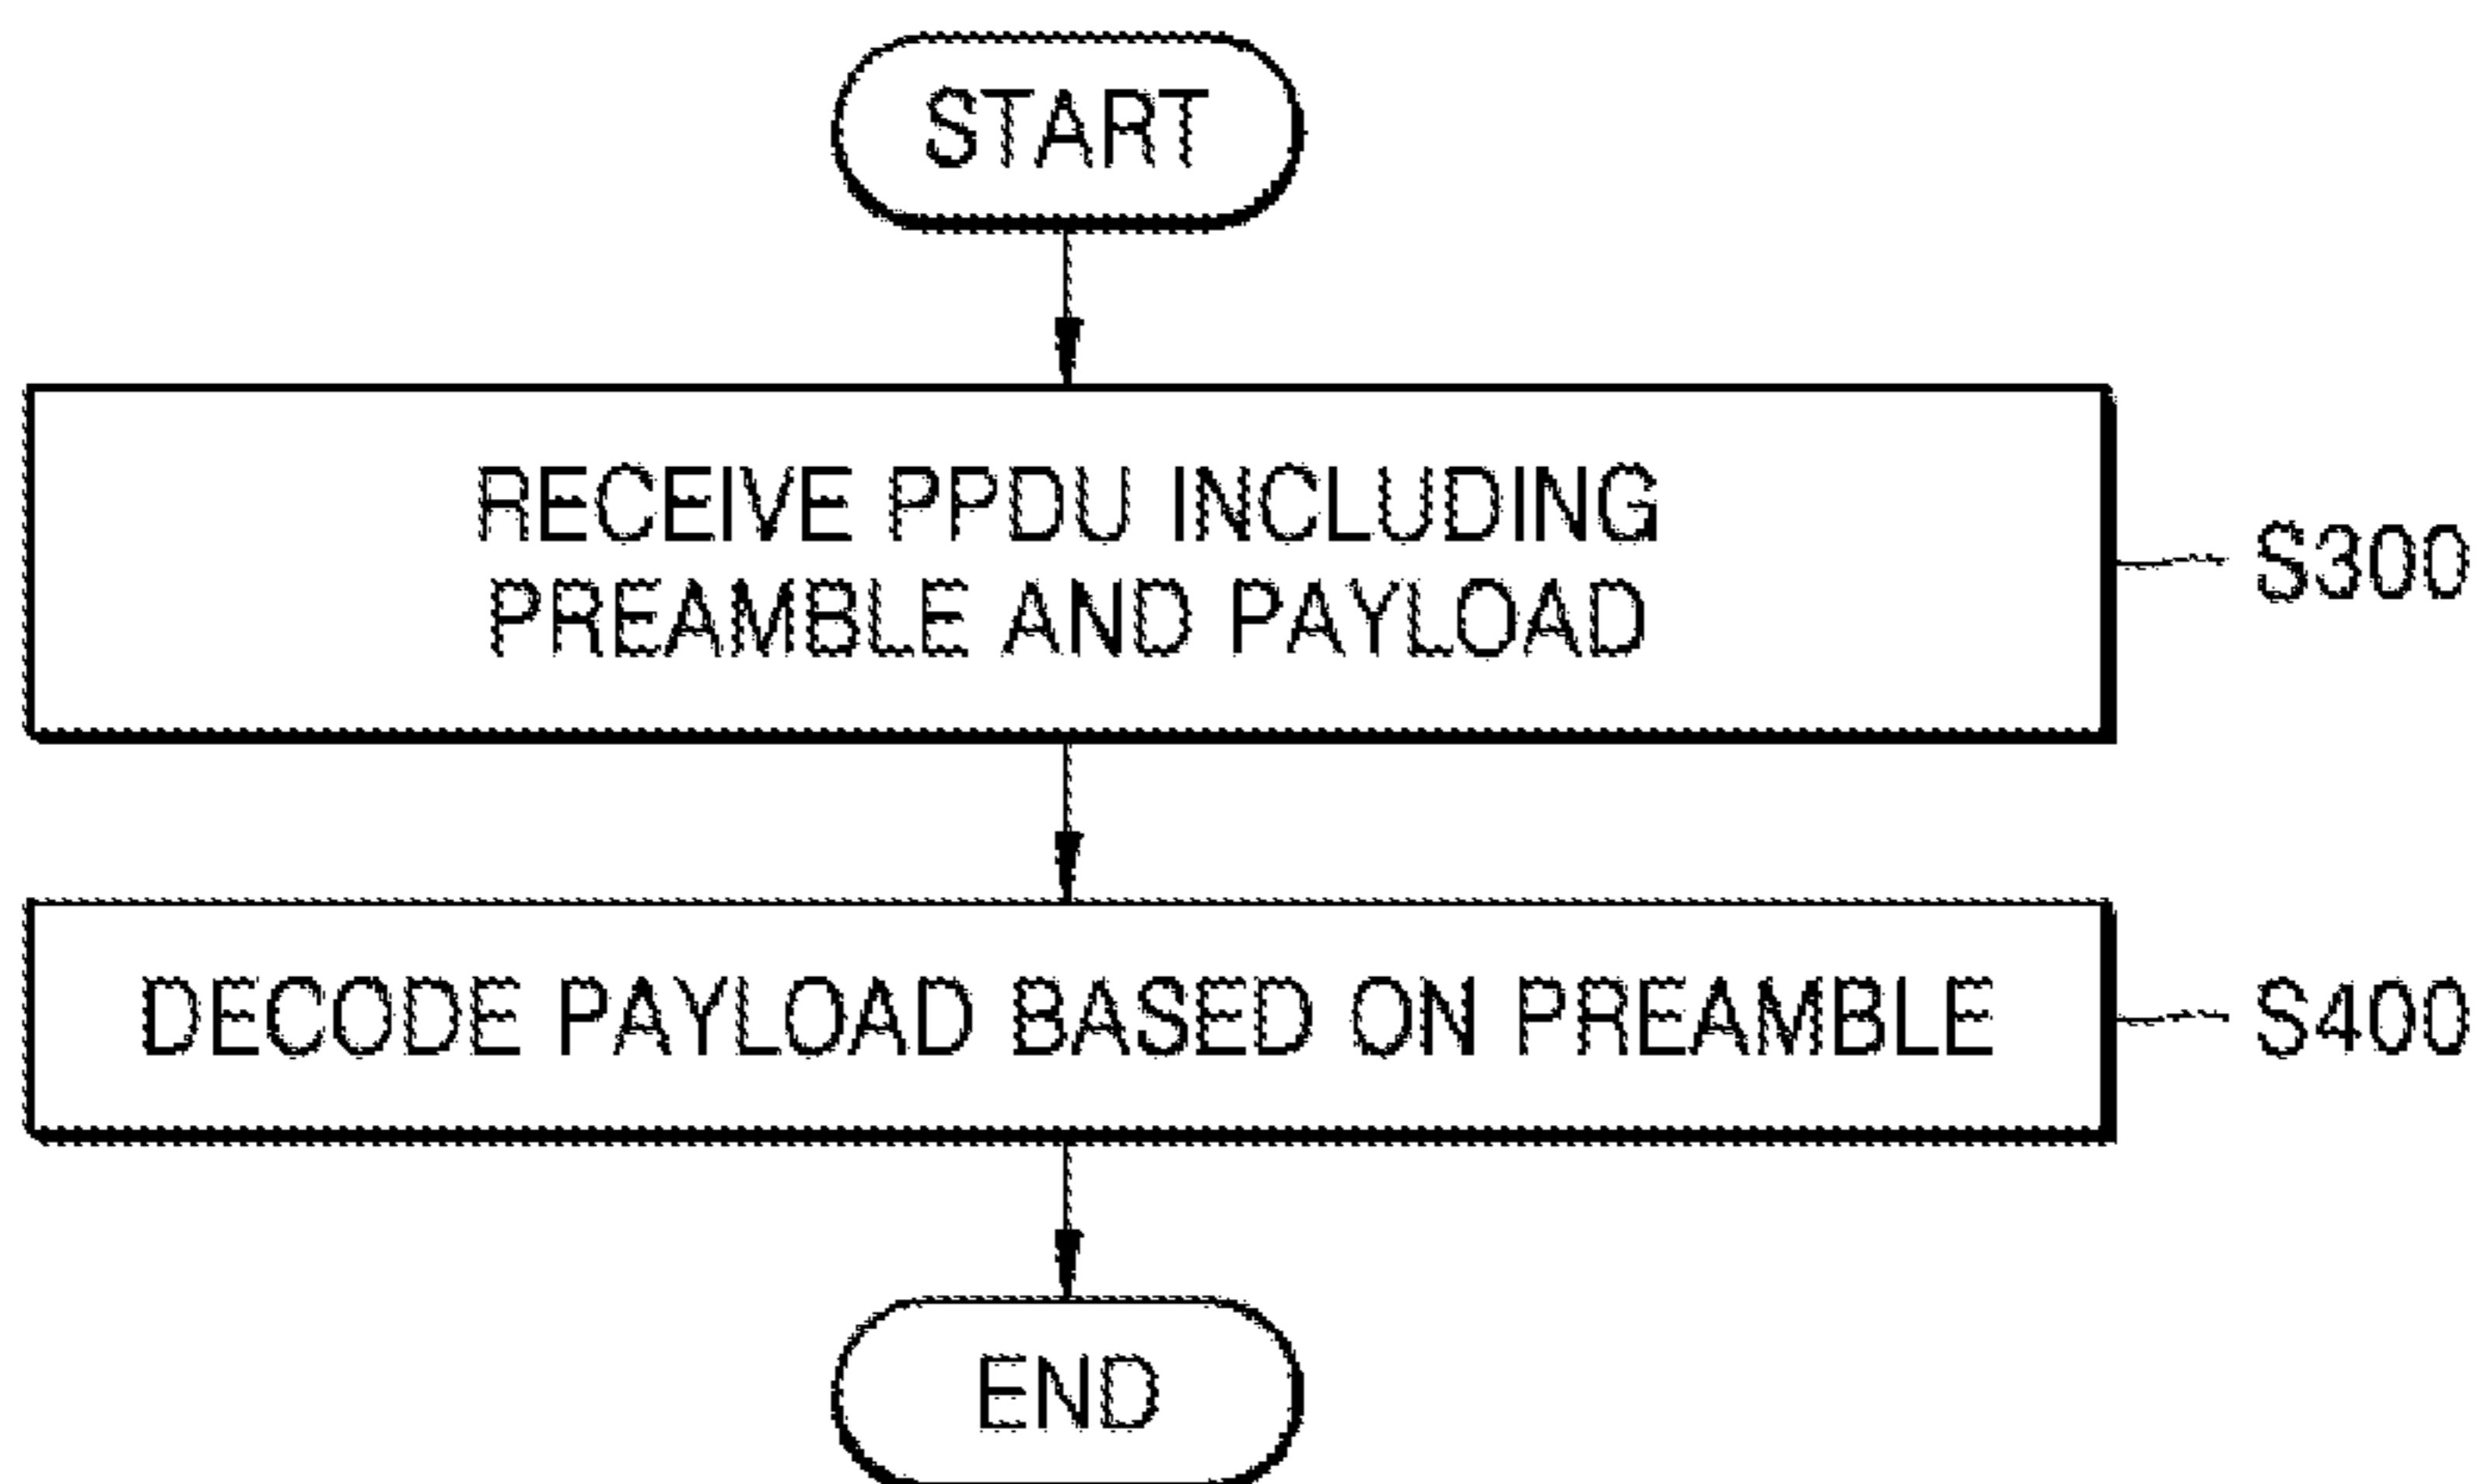 START
RECEIVE PPDU INCLUDING
PREAMBLE AND PAYLOAD
S300
DECODE PAYLOAD BASED ON PREAMBLE
S400
END